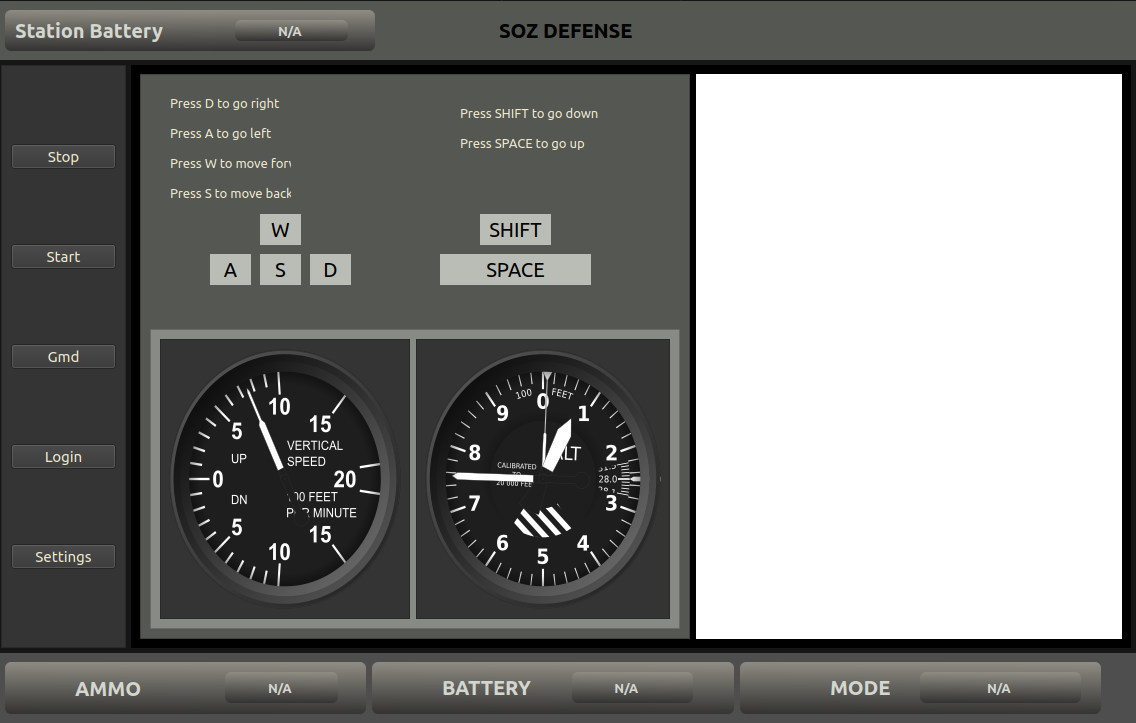 Station Battery N/A SOZ DEFENSE
Press D to go right
Press A to go left
Press W to move forv
Press S to move back
Press SHIFT to go down
Press SPACE to go up
W
A S D
SHIFT
SPACE
Stop
Start
Gmd
Login
Settings
10
15
5
VERTICAL
SPEED
UP
0
20
DN
FEET
MINUTE
5
15
10
100 FEET
0
9
1
8
ALT
2
CALIBRATED
TO
20 000 FEE
28.0
7
3
6
4
5
AMMO N/A BATTERY N/A MODE N/A